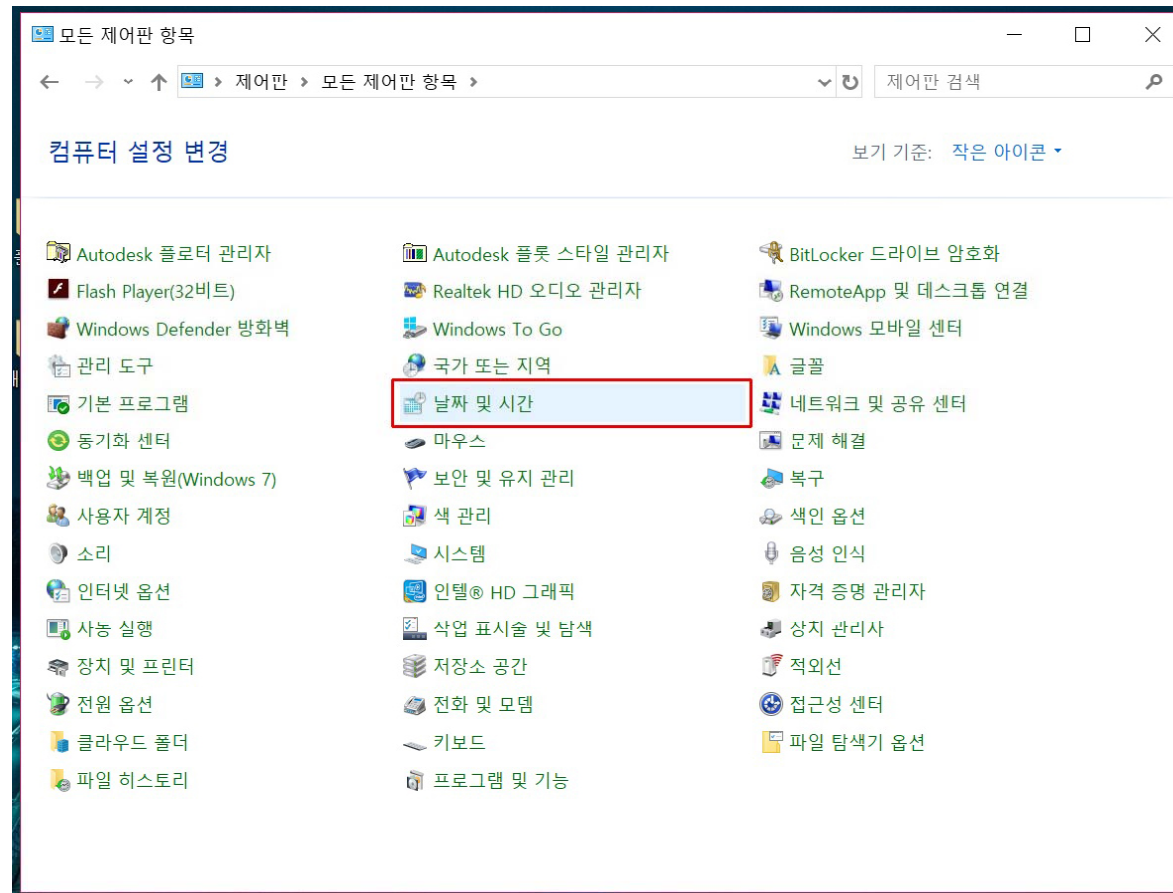 모든 제어판 항목
제어판 > 모든 제어판 항목 >
제어판 검색
컴퓨터 설정 변경
보기 기준: 작은 아이콘
Autodesk 플로터 관리자 Autodesk 플롯 스타일 관리자 BitLocker 드라이브 암호화
Flash Player(32비트) Realtek HD 오디오 관리자 RemoteApp 및 데스크톱 연결
Windows Defender 방화벽 Windows To Go Windows 모바일 센터
관리 도구 국가 또는 지역 글꼴
기본 프로그램 날짜 및 시간 네트워크 및 공유 센터
동기화 센터 마우스 문제 해결
백업 및 복원(Windows 7) 보안 및 유지 관리 복구
사용자 계정 색 관리 색인 옵션
소리 시스템 음성 인식
인터넷 옵션 인텔® HD 그래픽 자격 증명 관리자
자동 실행 작업 표시줄 및 탐색 장치 관리자
장치 및 프린터 저장소 공간 적외선
전원 옵션 전화 및 모뎀 접근성 센터
클라우드 폴더 키보드 파일 탐색기 옵션
파일 히스토리 프로그램 및 기능